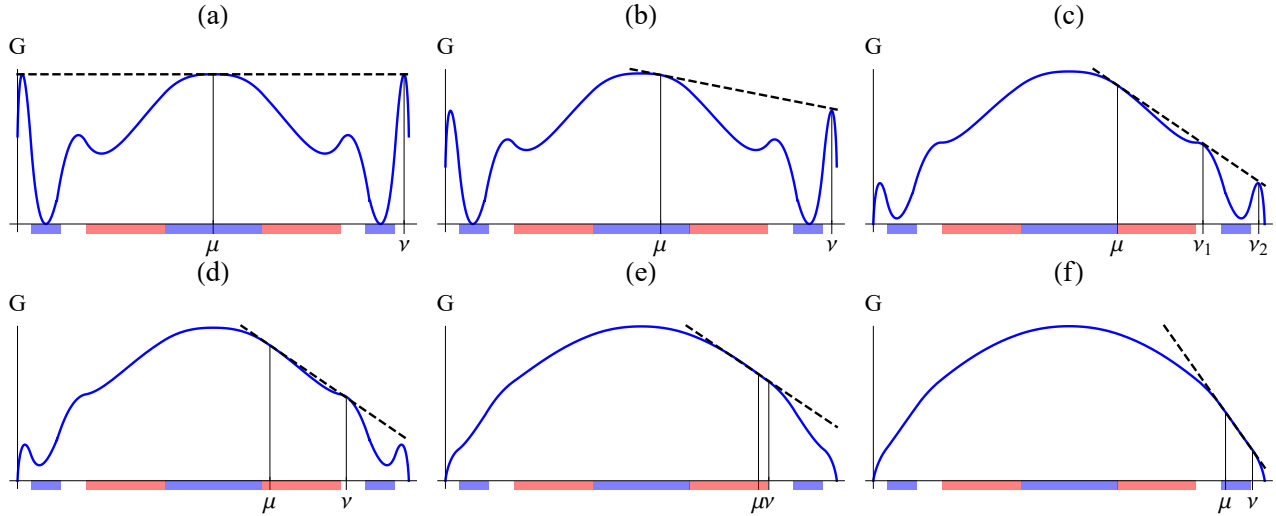 (a) (b) (c)
G G G
μ ν μ ν μ ν₁ ν₂
(d) (e) (f)
G G G
μ ν μν μ ν